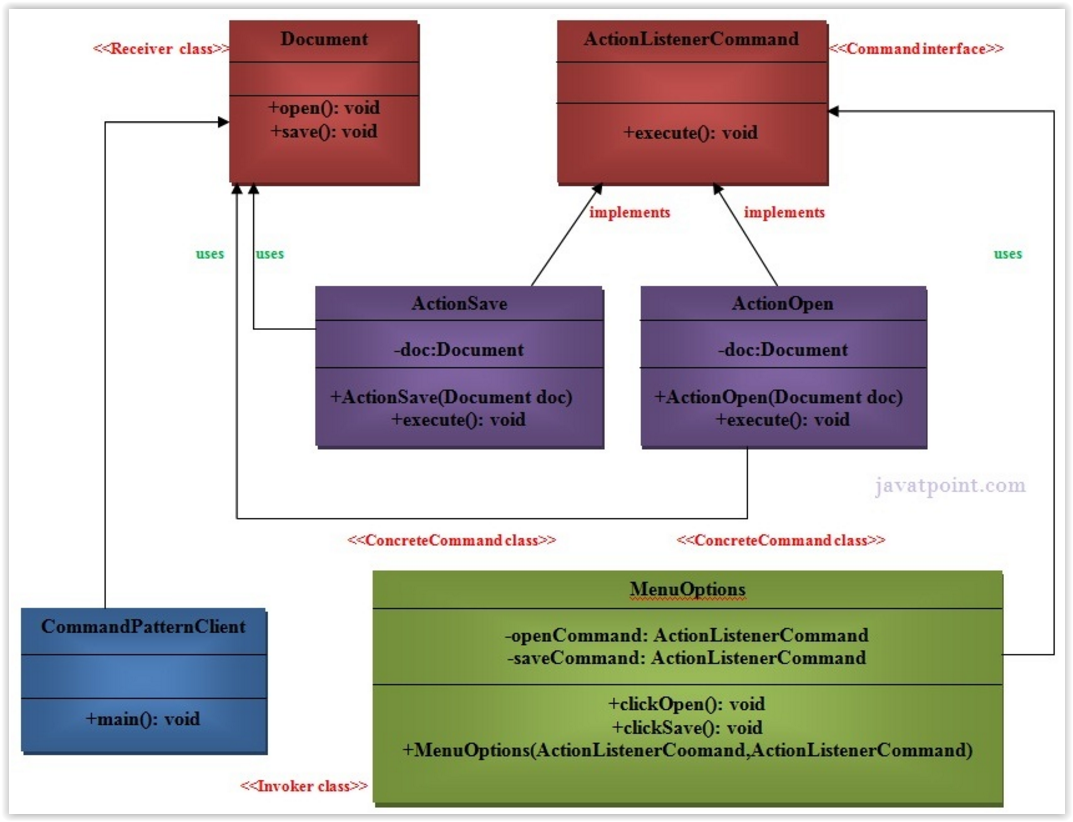 <<Receiver class>>
Document
+open(): void
+save(): void
ActionListenerCommand
<<Command interface>>
+execute(): void
implements
implements
uses
uses
uses
ActionSave
-doc:Document
+ActionSave(Document doc)
+execute(): void
ActionOpen
-doc:Document
+ActionOpen(Document doc)
+execute(): void
javatpoint.com
<<ConcreteCommand class>>
<<ConcreteCommand class>>
MenuOptions
-openCommand: ActionListenerCommand
-saveCommand: ActionListenerCommand
+clickOpen(): void
+clickSave(): void
+MenuOptions(ActionListenerCoomand,ActionListenerCommand)
CommandPatternClient
+main(): void
<<Invoker class>>